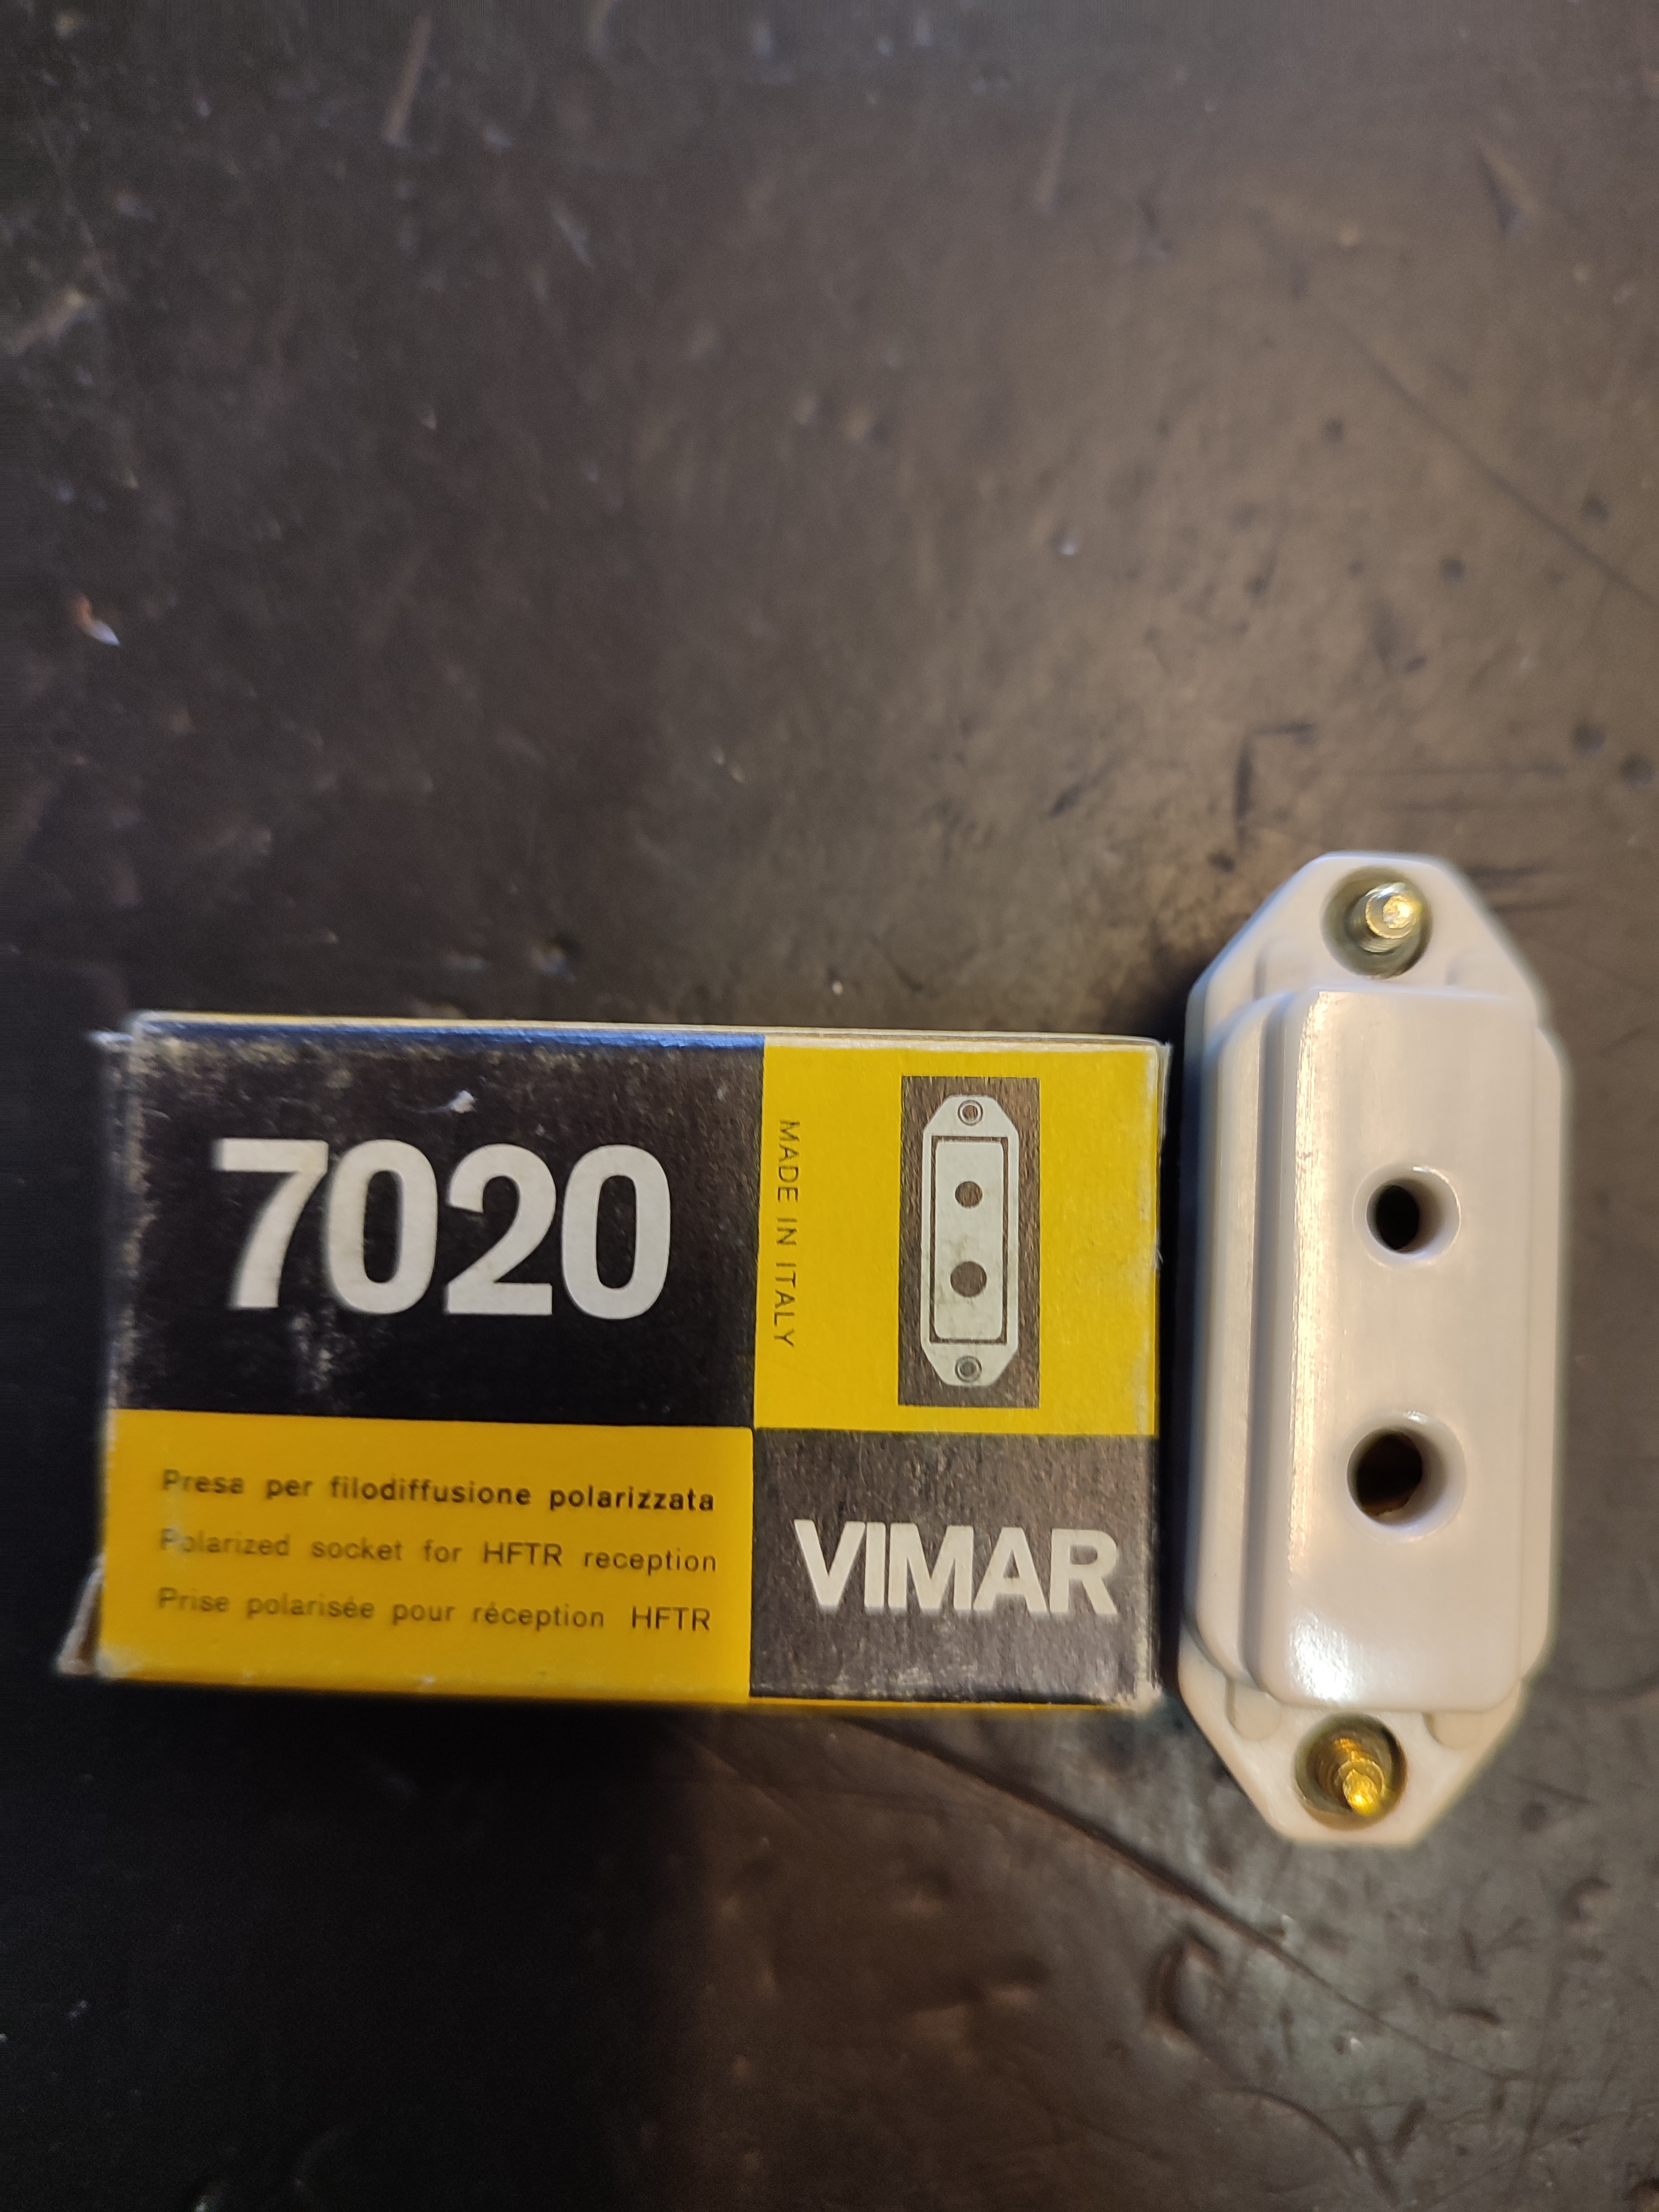 7020
MADE IN ITALY
Presa per filodiffusione polarizzata
Polarized socket for HFTR reception
Prise polarisée pour réception HFTR
VIMAR